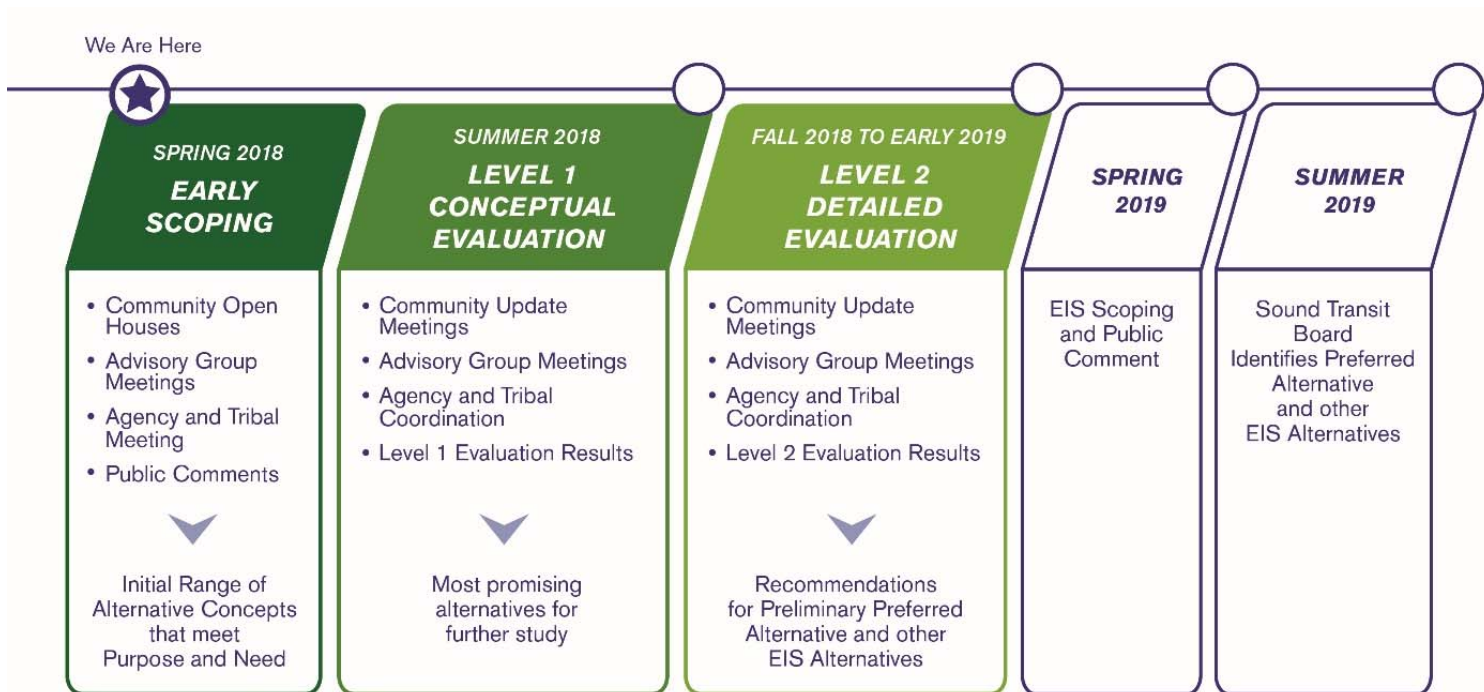 We Are Here
SPRING 2018
EARLY
SCOPING
• Community Open
Houses
• Advisory Group
Meetings
• Agency and Tribal
Meeting
• Public Comments
Initial Range of
Alternative Concepts
that meet
Purpose and Need
SUMMER 2018
LEVEL 1
CONCEPTUAL
EVALUATION
• Community Update
Meetings
• Advisory Group Meetings
• Agency and Tribal
Coordination
• Level 1 Evaluation Results
Most promising
alternatives for
further study
FALL 2018 TO EARLY 2019
LEVEL 2
DETAILED
EVALUATION
• Community Update
Meetings
• Advisory Group Meetings
• Agency and Tribal
Coordination
• Level 2 Evaluation Results
Recommendations
for Preliminary Preferred
Alternative and other
EIS Alternatives
SPRING
2019
EIS Scoping
and Public
Comment
SUMMER
2019
Sound Transit
Board
Identifies Preferred
Alternative
and other
EIS Alternatives